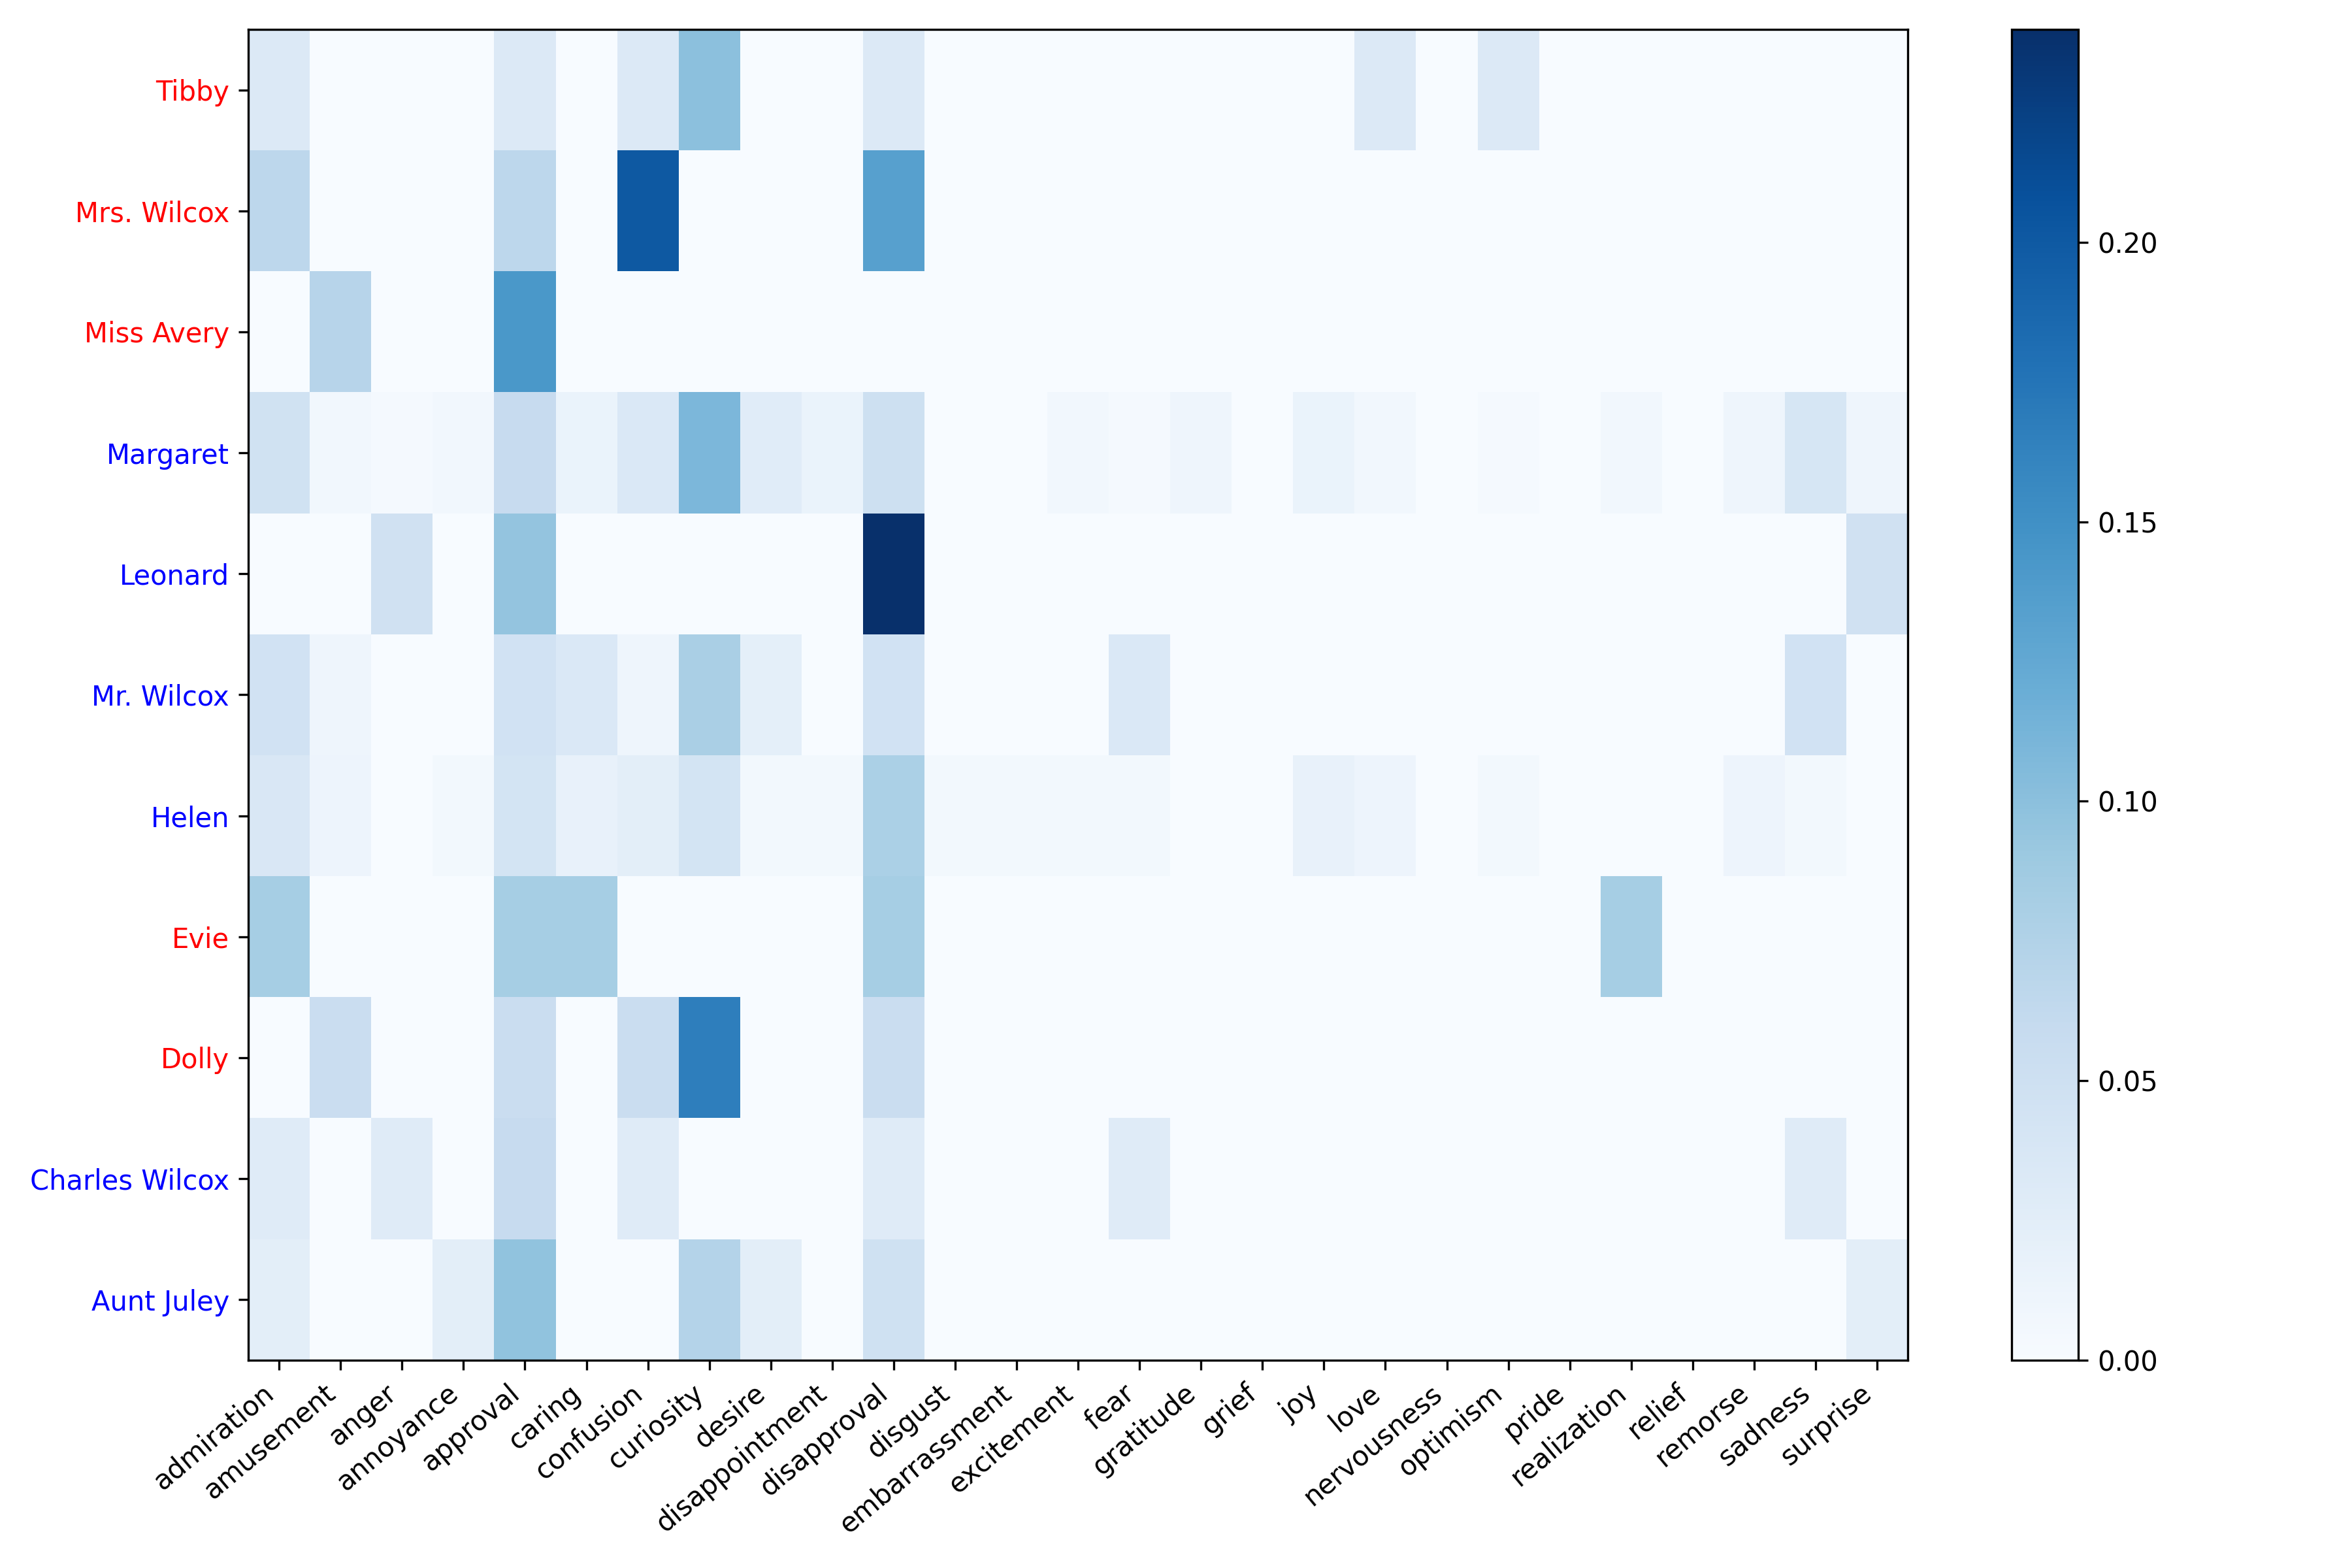 Tibby
Mrs. Wilcox
Miss Avery
Margaret
Leonard
Mr. Wilcox
Helen
Evie
Dolly
Charles Wilcox
Aunt Juley
admiration
amusement
anger
annoyance
approval
caring
confusion
curiosity
desire
disappointment
disapproval
disgust
embarrassment
excitement
fear
gratitude
grief
joy
love
nervousness
optimism
pride
realization
relief
remorse
sadness
surprise
0.20
0.15
0.10
0.05
0.00